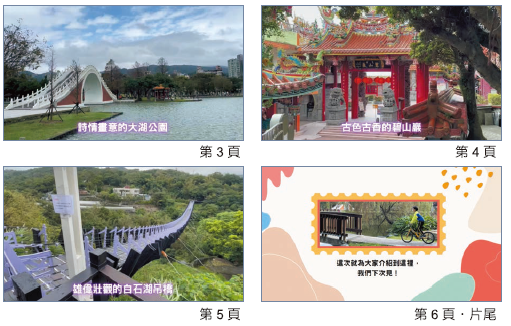 詩情畫意的大湖公園
第 3 頁
古色古香的碧山巖
第 4 頁
雄偉壯觀的白石湖吊橋
第 5 頁
這次就為大家介紹到這裡，
我們下次見！
第 6 頁・片尾